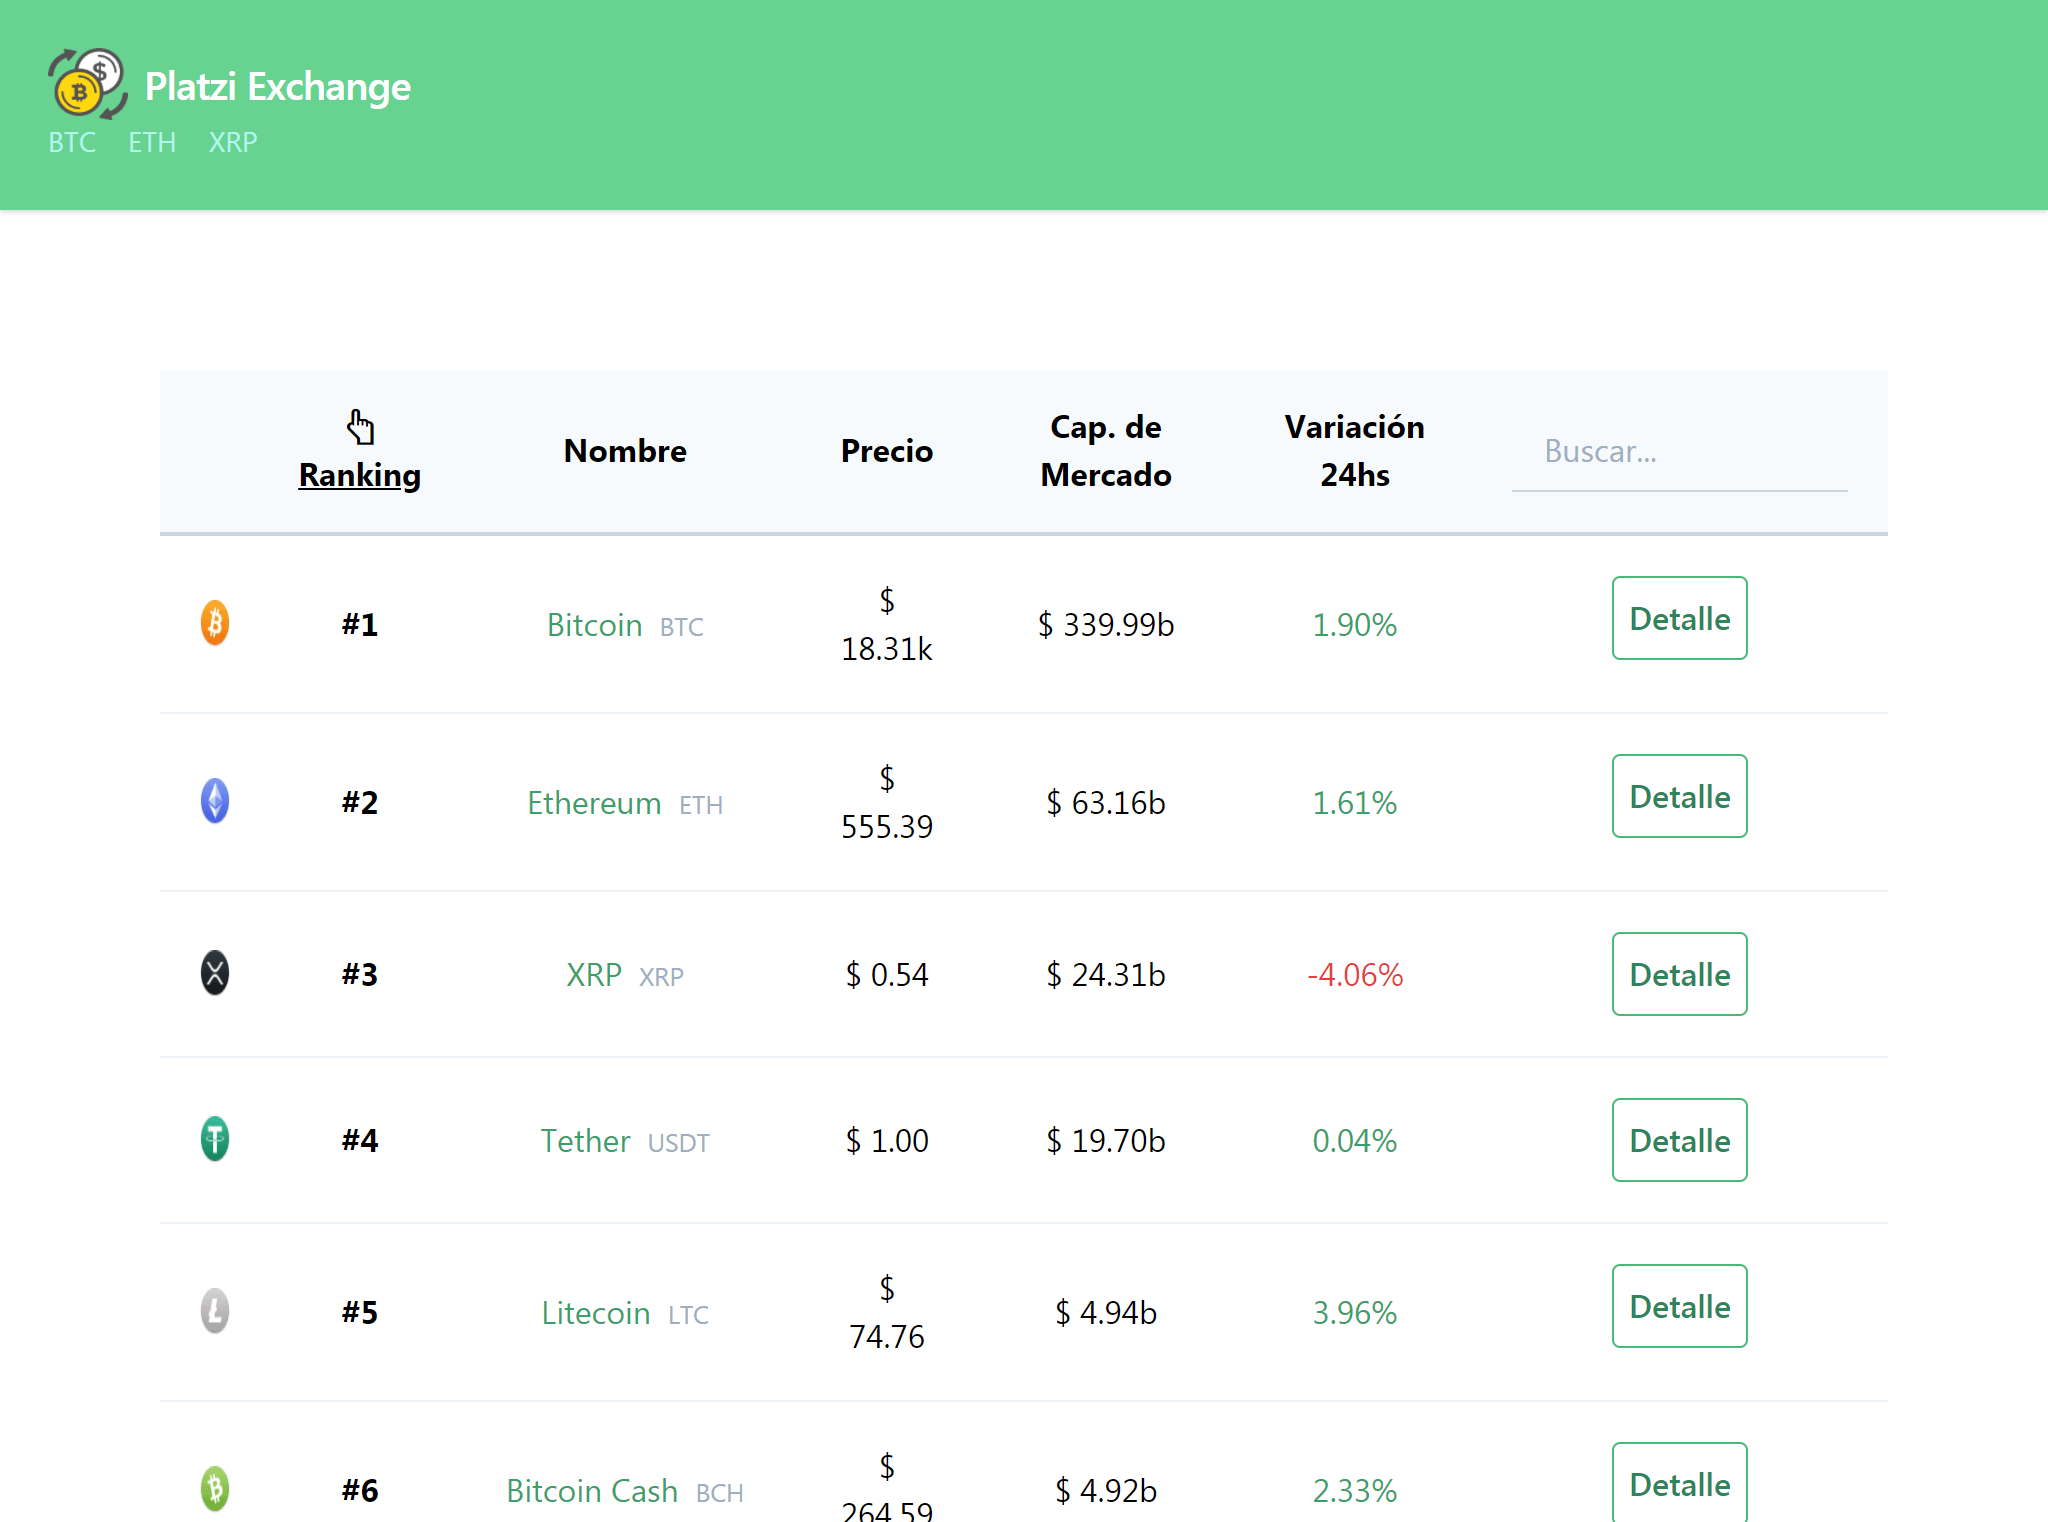 Platzi Exchange
BTC ETH XRP
Ranking Nombre Precio Cap. de Mercado Variación 24hs Buscar...
#1 Bitcoin BTC $ 18.31k $ 339.99b 1.90% Detalle
#2 Ethereum ETH $ 555.39 $ 63.16b 1.61% Detalle
#3 XRP XRP $ 0.54 $ 24.31b -4.06% Detalle
#4 Tether USDT $ 1.00 $ 19.70b 0.04% Detalle
#5 Litecoin LTC $ 74.76 $ 4.94b 3.96% Detalle
#6 Bitcoin Cash BCH $ 264.59 $ 4.92b 2.33% Detalle